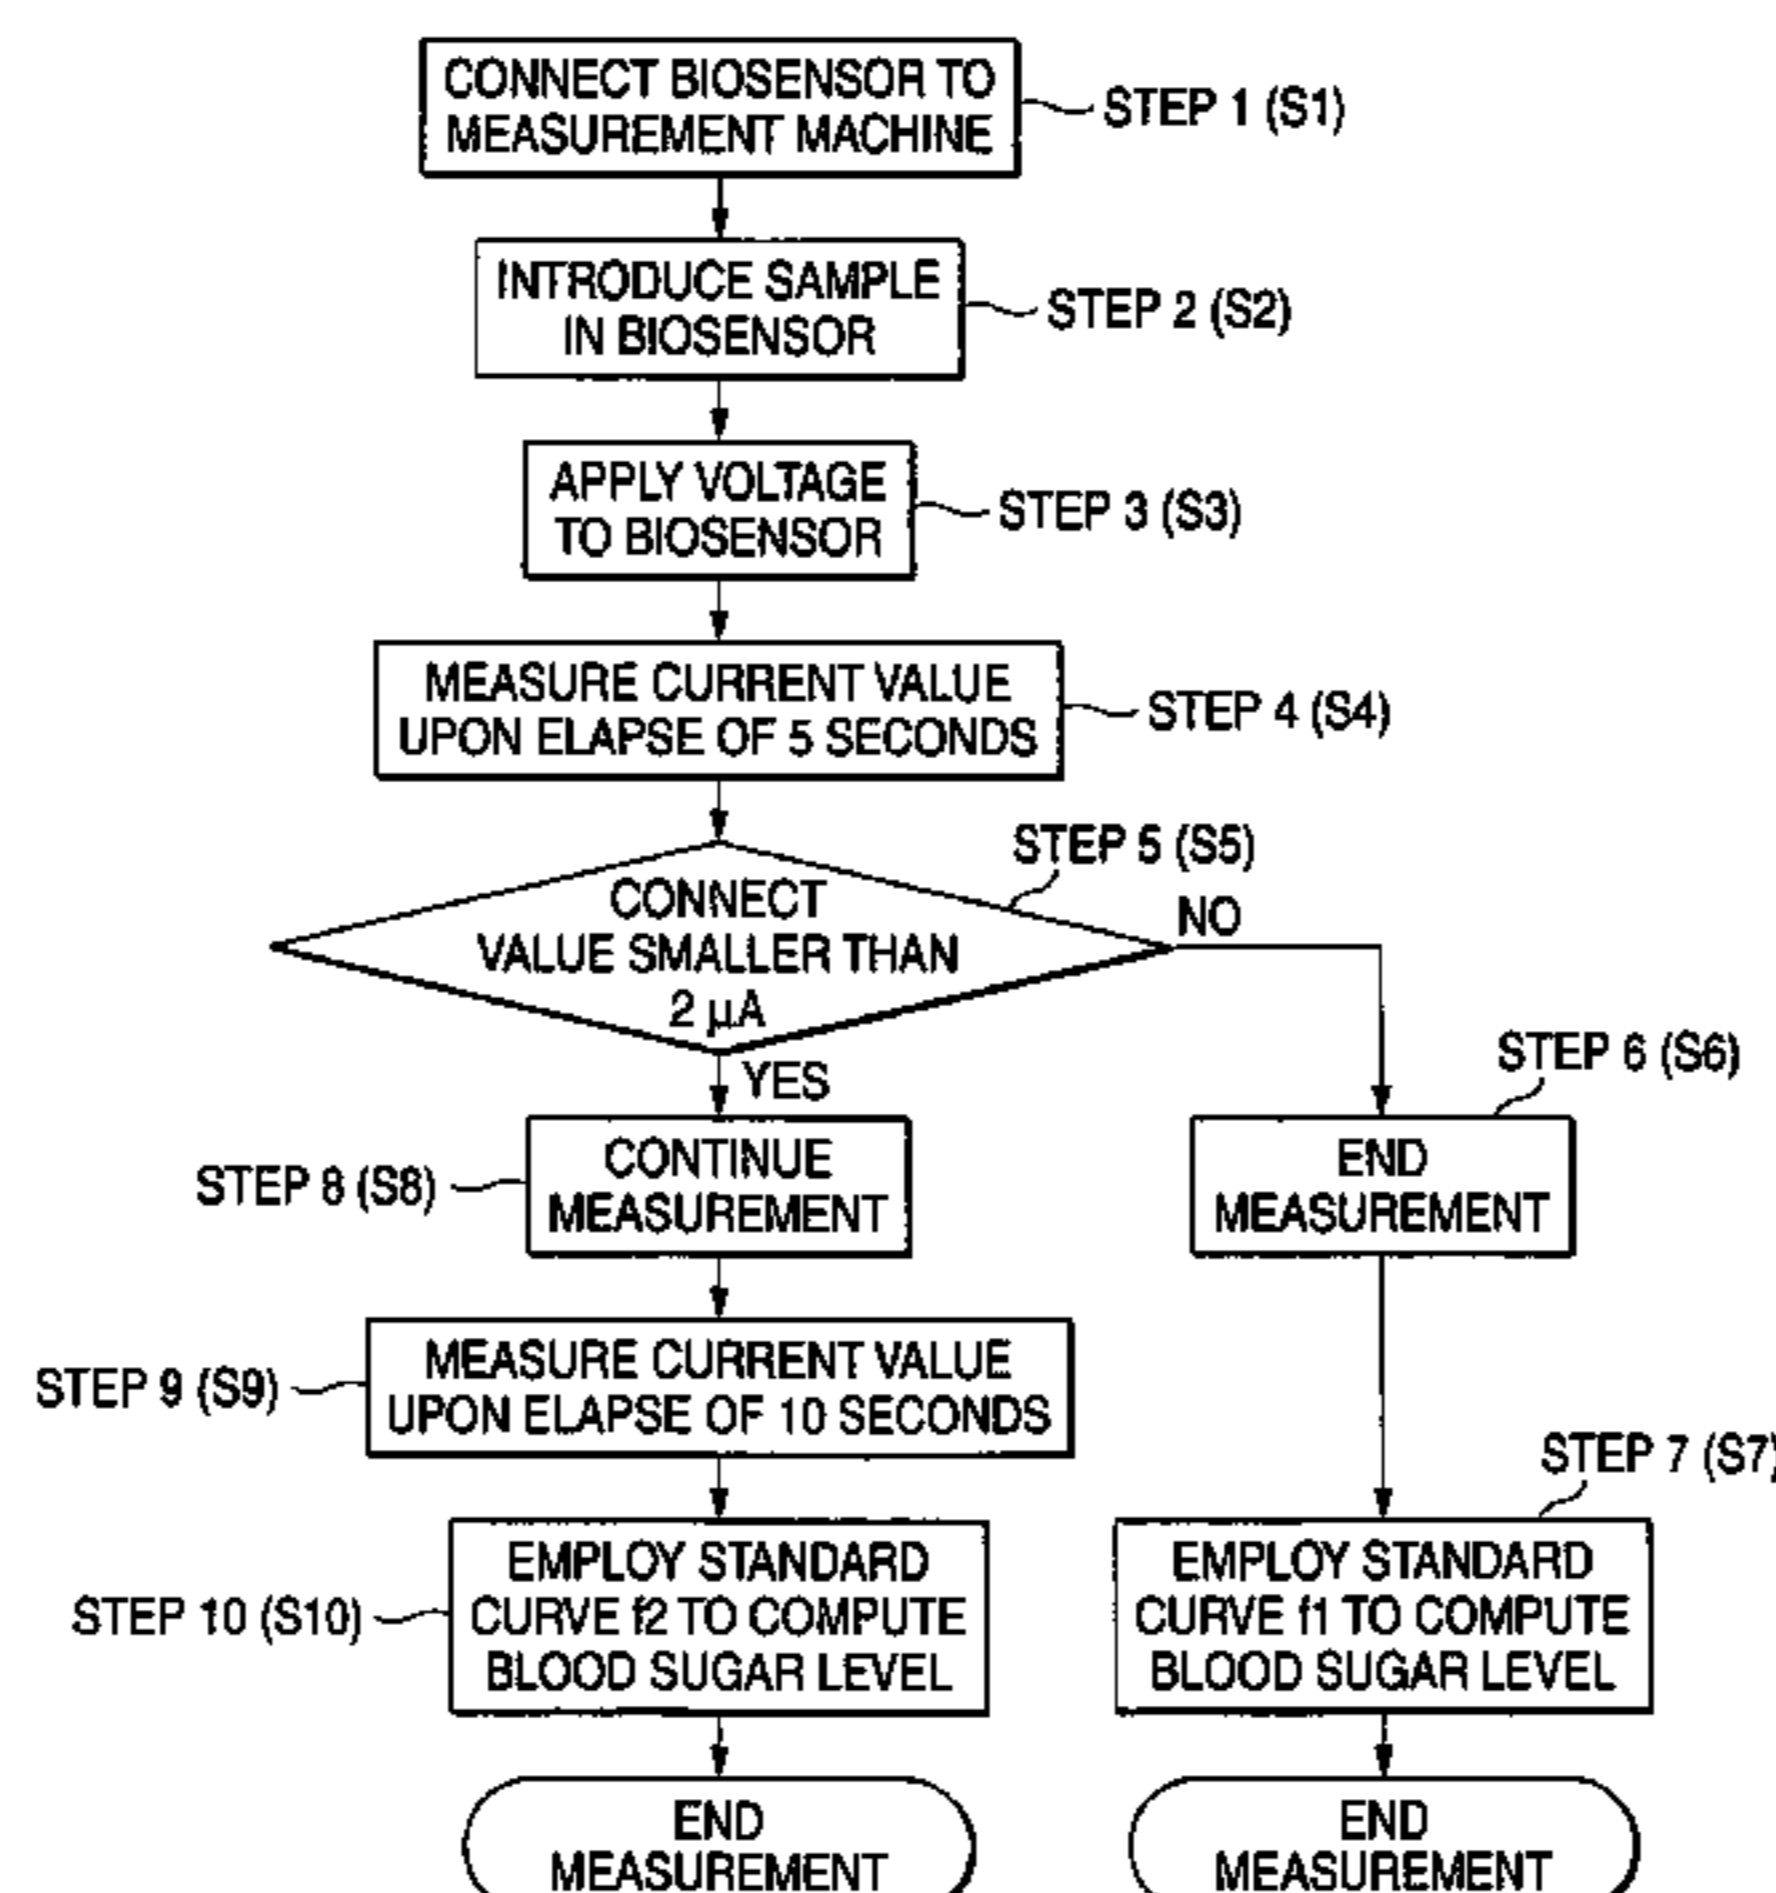 CONNECT BIOSENSOR TO
MEASUREMENT MACHINE
STEP 1 (S1)
INTRODUCE SAMPLE
IN BIOSENSOR
STEP 2 (S2)
APPLY VOLTAGE
TO BIOSENSOR
STEP 3 (S3)
MEASURE CURRENT VALUE
UPON ELAPSE OF 5 SECONDS
STEP 4 (S4)
STEP 5 (S5)
CONNECT
VALUE SMALLER THAN
2 µA
NO
YES
STEP 6 (S6)
END
MEASUREMENT
STEP 8 (S8)
CONTINUE
MEASUREMENT
STEP 9 (S9)
MEASURE CURRENT VALUE
UPON ELAPSE OF 10 SECONDS
STEP 7 (S7)
STEP 10 (S10)
EMPLOY STANDARD
CURVE f2 TO COMPUTE
BLOOD SUGAR LEVEL
EMPLOY STANDARD
CURVE f1 TO COMPUTE
BLOOD SUGAR LEVEL
END
MEASUREMENT
END
MEASUREMENT